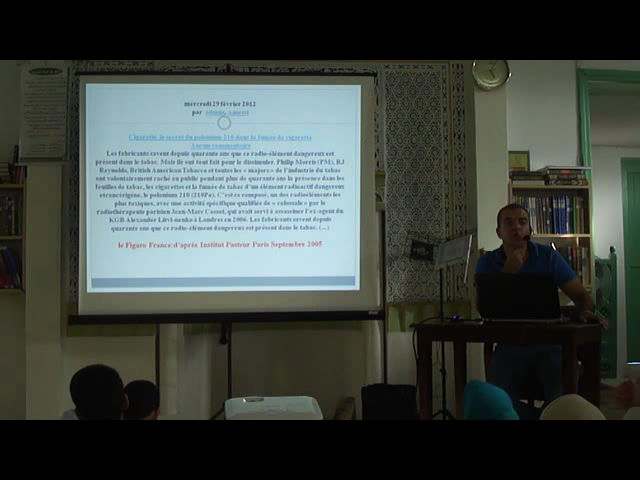 mercredi 29 février 2012
par
Cigarette, le secret du polonium 210 dans la fumée de cigarette
Aucun commentaire
Les fabricants savent depuis quarante ans que ce radio-élément dangereux est
présent dans le tabac. Mais ils ont tout fait pour le dissimuler. Philip Morris (PM), RJ
Reynolds, British American Tobacco et toutes les « majors» de l'industrie du tabac
ont volontairement caché au public pendant plus de quarante ans la présence dans les
feuilles de tabac, les cigarettes et la fumée de tabac d'un élément radioactif dangereux
et cancérigène, le polonium 210 (210Po). C'est ce composé, un des radioéléments les
plus toxiques, avec une activité spécifique qualifiée de « colossale » par le
radiothérapeute parisien Jean-Marc Cosset, qui avait servi à assassiner l'ex-agent du
KGB Alexander Litvi-nenko à Londres en 2006. Les fabricants savent depuis
quarante ans que ce radio-élément dangereux est présent dans le tabac. (...)
le Figaro France:d'après Institut Pasteur Paris Septembre 2005